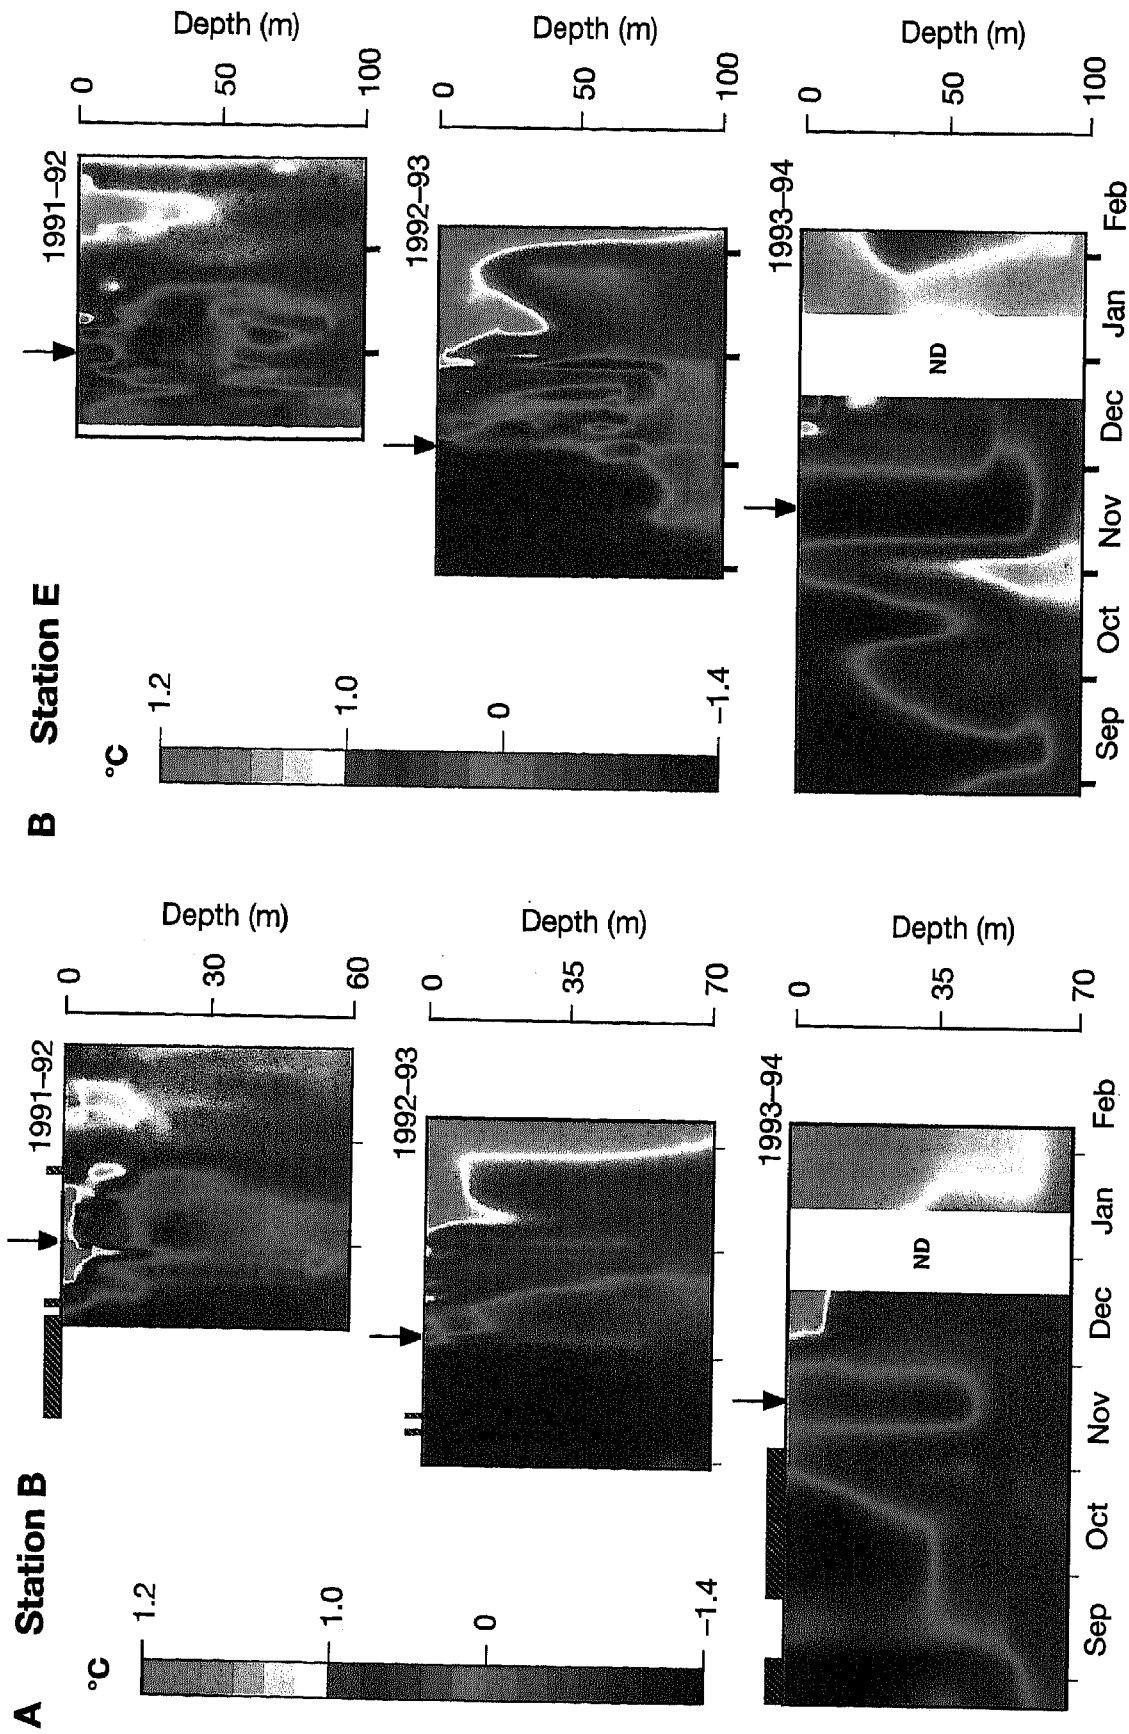 A Station B
°C
1.2
1.0
0
−1.4
1991–92
0
30
60
Depth (m)
1992–93
0
35
70
Depth (m)
1993–94
ND
0
35
70
Depth (m)
Sep Oct Nov Dec Jan Feb
B Station E
°C
1.2
1.0
0
−1.4
1991–92
0
50
100
Depth (m)
1992–93
0
50
100
Depth (m)
1993–94
ND
0
50
100
Depth (m)
Sep Oct Nov Dec Jan Feb